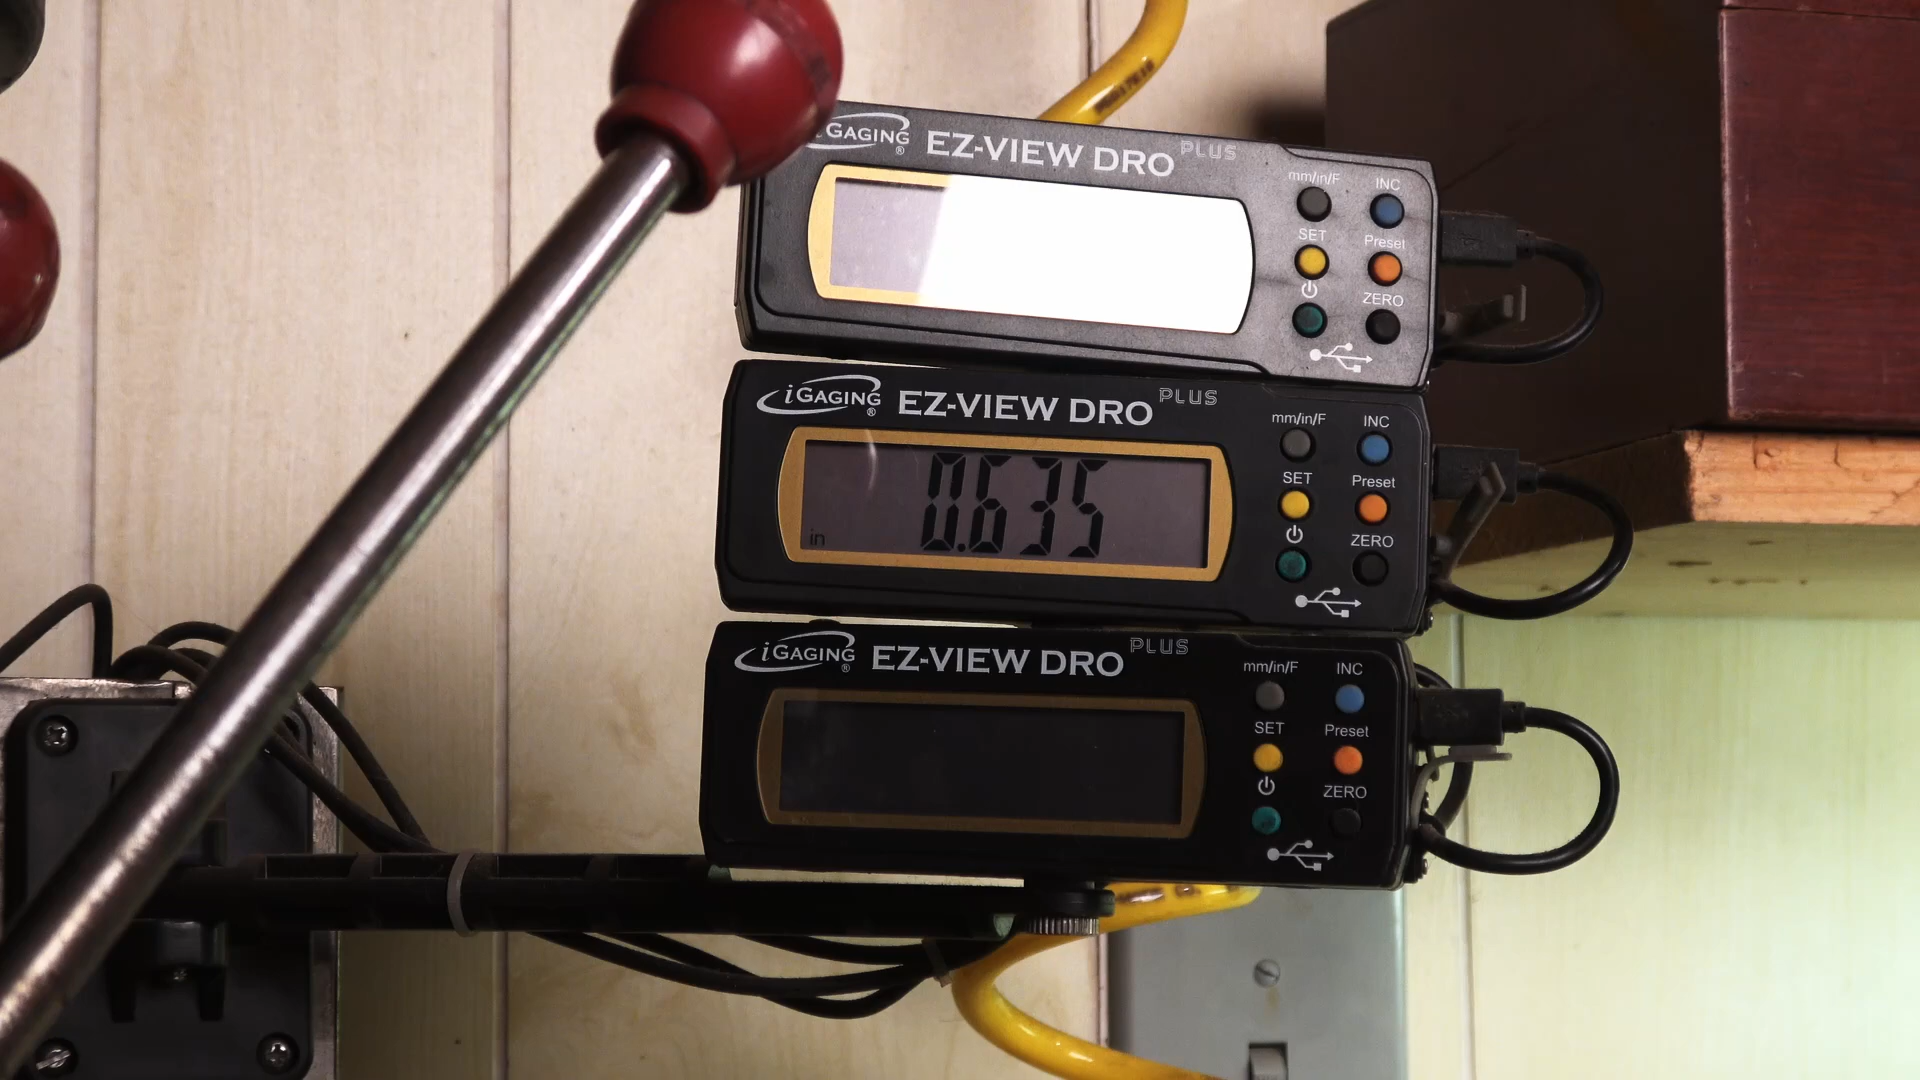 iGAGING®
EZ-VIEW DRO PLUS
mm/in/F
INC
SET
Preset
ZERO
iGAGING®
EZ-VIEW DRO PLUS
mm/in/F
INC
SET
Preset
ZERO
0.635
in
iGAGING®
EZ-VIEW DRO PLUS
mm/in/F
INC
SET
Preset
ZERO